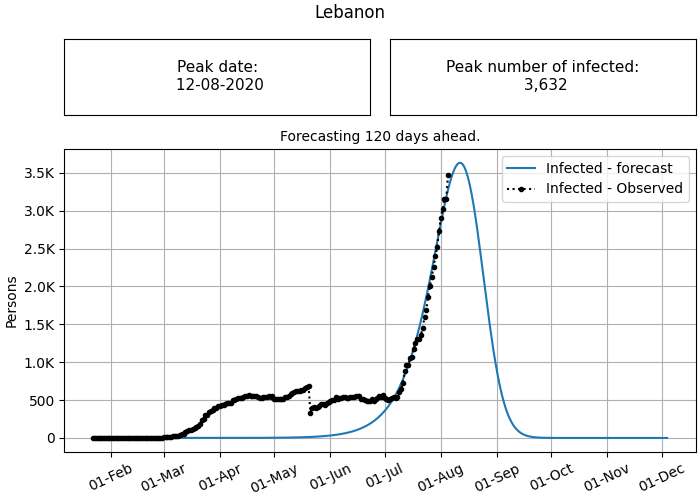 Lebanon
Peak date:
12-08-2020
Peak number of infected:
3,632
Forecasting 120 days ahead.
Infected - forecast
Infected - Observed
Persons
3.5K
3.0K
2.5K
2.0K
1.5K
1.0K
500
0
01-Feb
01-Mar
01-Apr
01-May
01-Jun
01-Jul
01-Aug
01-Sep
01-Oct
01-Nov
01-Dec